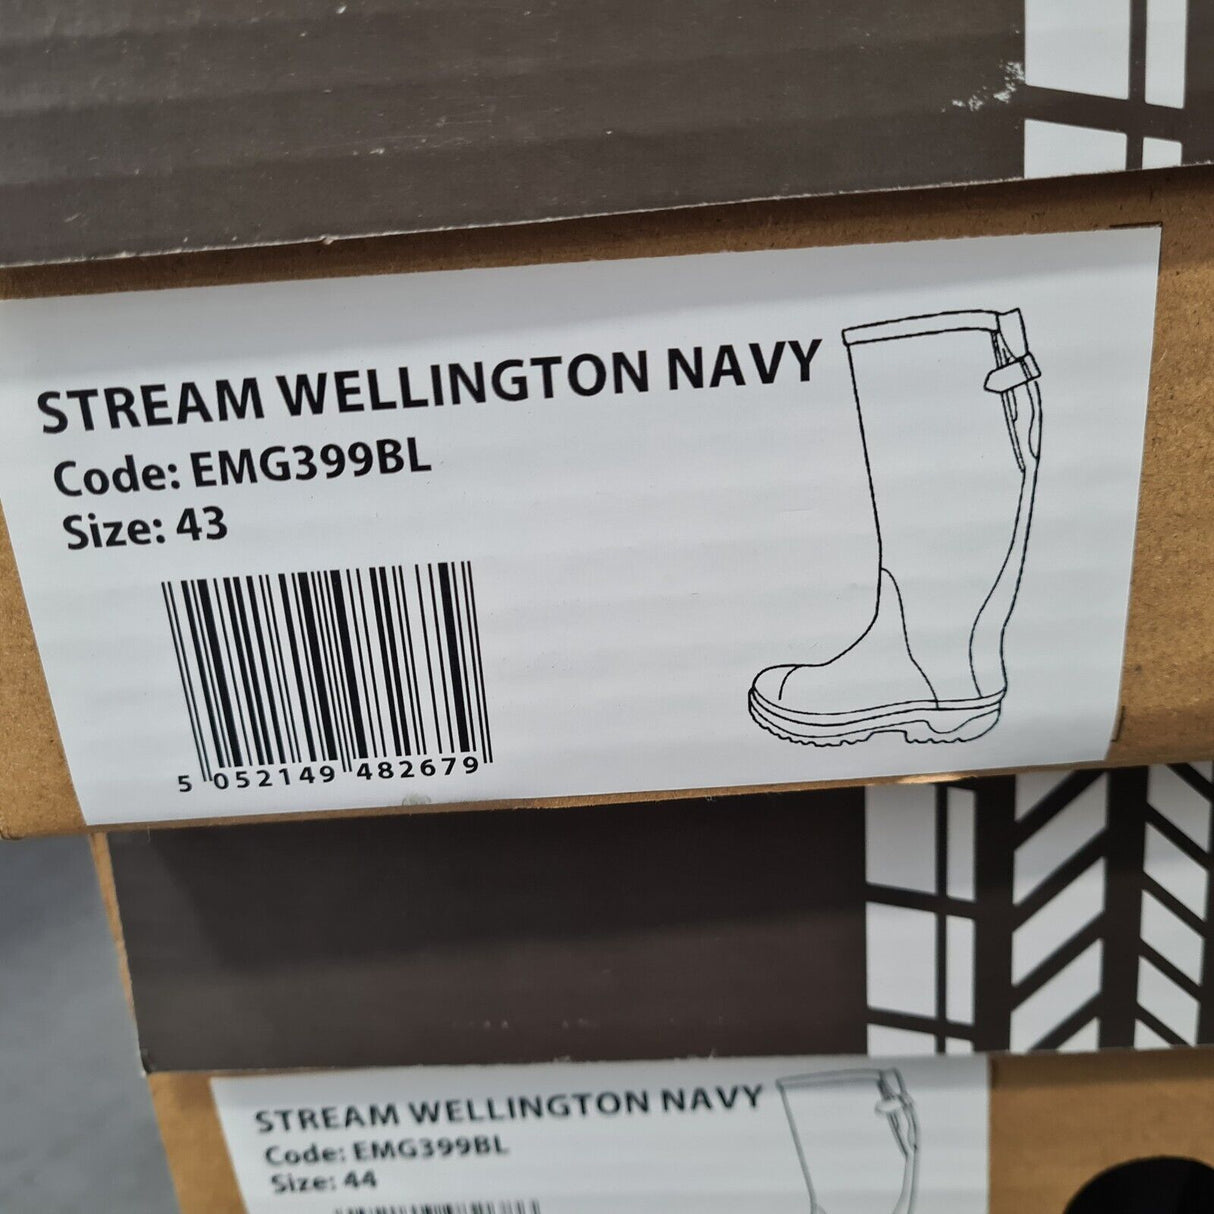 STREAM WELLINGTON NAVY
Code: EMG399BL
Size: 43
5 052149 482679
STREAM WELLINGTON NAVY
Code: EMG399BL
Size: 44